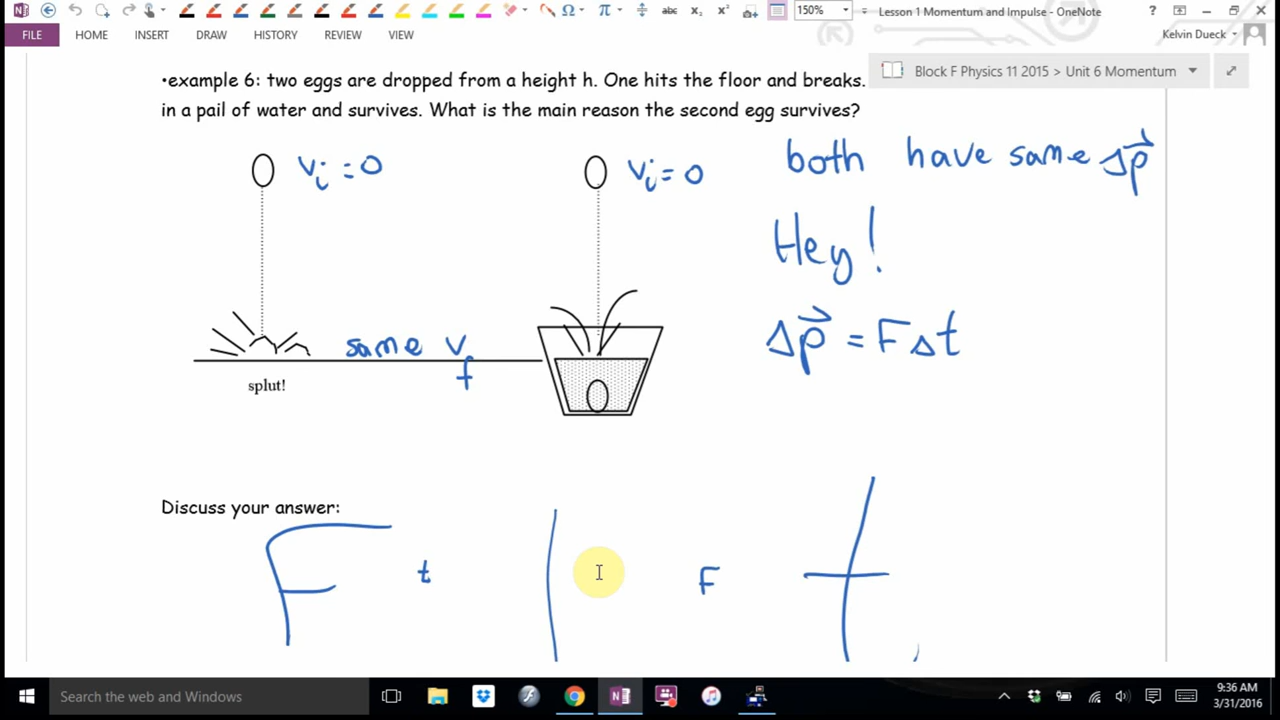 Lesson 1 Momentum and Impulse - OneNote
150%
FILE HOME INSERT DRAW HISTORY REVIEW VIEW
Kelvin Dueck
Block F Physics 11 2015 > Unit 6 Momentum
•example 6: two eggs are dropped from a height h. One hits the floor and breaks.
in a pail of water and survives. What is the main reason the second egg survives?
vi = 0
vi = 0
both have same Δp⃗
Hey!
Δp⃗ = FΔt
same vf
splut!
Discuss your answer:
F t F t
Search the web and Windows
9:36 AM
3/31/2016